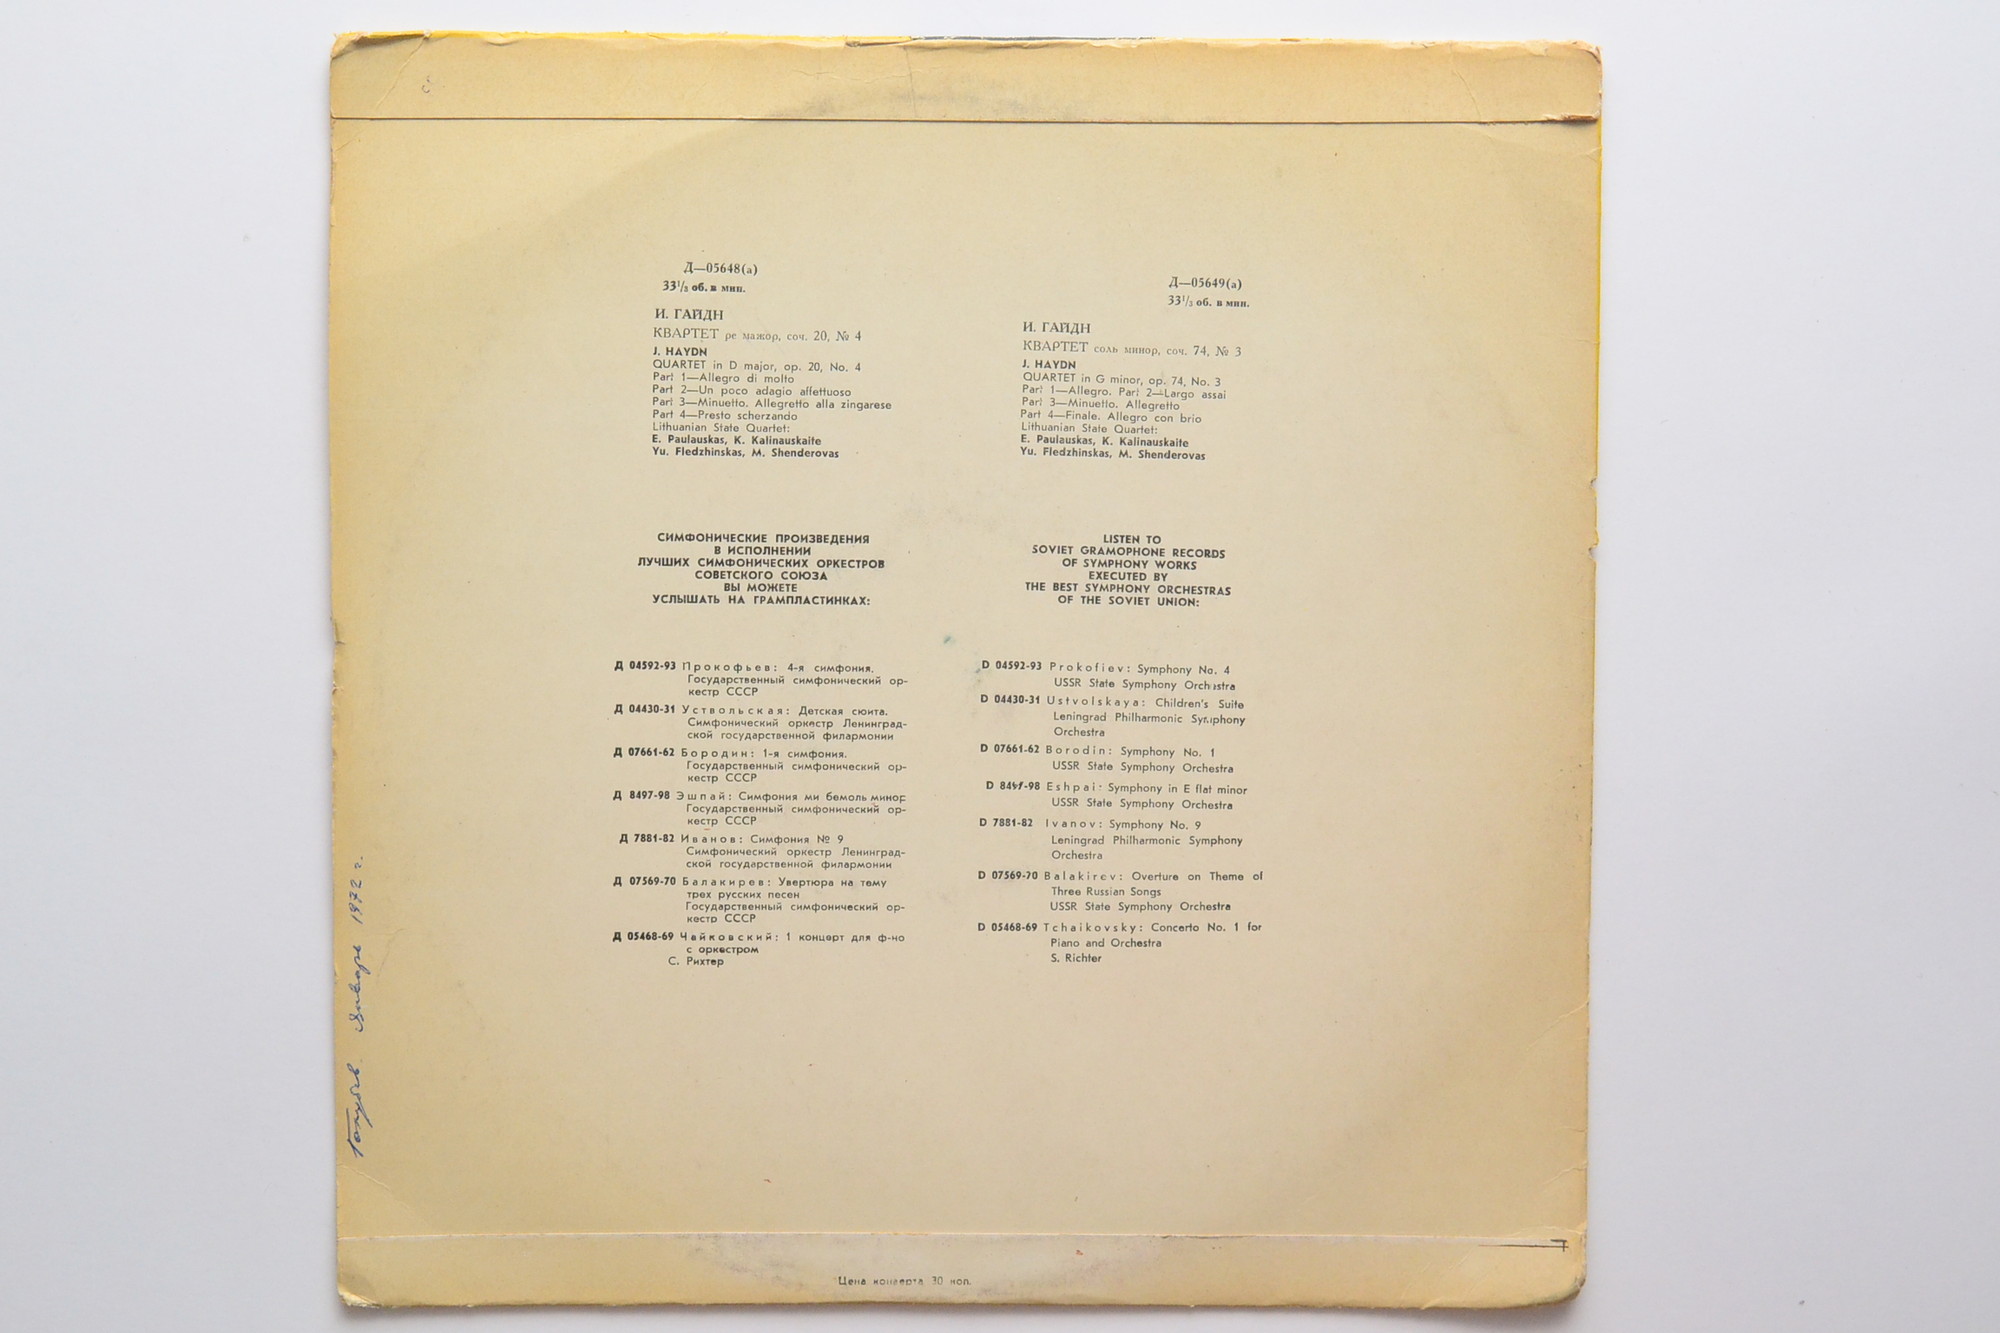 Д—05648(а)
33¹/₃ об. в мин.
И. ГАЙДН
КВАРТЕТ ре мажор, соч. 20, № 4
J. HAYDN
QUARTET in D major, op. 20, No. 4
Part 1—Allegro di molto
Part 2—Un poco adagio affettuoso
Part 3—Minuetto. Allegretto alla zingarese
Part 4—Presto scherzando
Lithuanian State Quartet:
E. Paulauskas, K. Kalinauskaite
Yu. Fledzhinskas, M. Shenderovas
Д—05649(а)
33¹/₃ об. в мин.
И. ГАЙДН
КВАРТЕТ соль минор, соч. 74, № 3
J. HAYDN
QUARTET in G minor, op. 74, No. 3
Part 1—Allegro. Part 2—Largo assai
Part 3—Minuetto. Allegretto
Part 4—Finale. Allegro con brio
Lithuanian State Quartet:
E. Paulauskas, K. Kalinauskaite
Yu. Fledzhinskas, M. Shenderovas
СИМФОНИЧЕСКИЕ ПРОИЗВЕДЕНИЯ
В ИСПОЛНЕНИИ
ЛУЧШИХ СИМФОНИЧЕСКИХ ОРКЕСТРОВ
СОВЕТСКОГО СОЮЗА
ВЫ МОЖЕТЕ
УСЛЫШАТЬ НА ГРАМПЛАСТИНКАХ:
Д 04592-93 Прокофьев: 4-я симфония.
Государственный симфонический ор-
кестр СССР
Д 04430-31 Уствольская: Детская сюита.
Симфонический оркестр Ленинград-
ской государственной филармонии
Д 07661-62 Бородин: 1-я симфония.
Государственный симфонический ор-
кестр СССР
Д 8497-98 Эшпай: Симфония ми бемоль минор
Государственный симфонический ор-
кестр СССР
Д 7881-82 Иванов: Симфония № 9
Симфонический оркестр Ленинград-
ской государственной филармонии
Д 07569-70 Балакирев: Увертюра на тему
трех русских песен
Государственный симфонический ор-
кестр СССР
Д 05468-69 Чайковский: 1 концерт для ф-но
с оркестром
С. Рихтер
LISTEN TO
SOVIET GRAMOPHONE RECORDS
OF SYMPHONY WORKS
EXECUTED BY
THE BEST SYMPHONY ORCHESTRAS
OF THE SOVIET UNION:
D 04592-93 Prokofiev: Symphony No. 4
USSR State Symphony Orchestra
D 04430-31 Ustvolskaya: Children's Suite
Leningrad Philharmonic Symphony
Orchestra
D 07661-62 Borodin: Symphony No. 1
USSR State Symphony Orchestra
D 8497-98 Eshpai: Symphony in E flat minor
USSR State Symphony Orchestra
D 7881-82 Ivanov: Symphony No. 9
Leningrad Philharmonic Symphony
Orchestra
D 07569-70 Balakirev: Overture on Theme of
Three Russian Songs
USSR State Symphony Orchestra
D 05468-69 Tchaikovsky: Concerto No. 1 for
Piano and Orchestra
S. Richter
Январь 1972 г.
Цена конверта 30 коп.